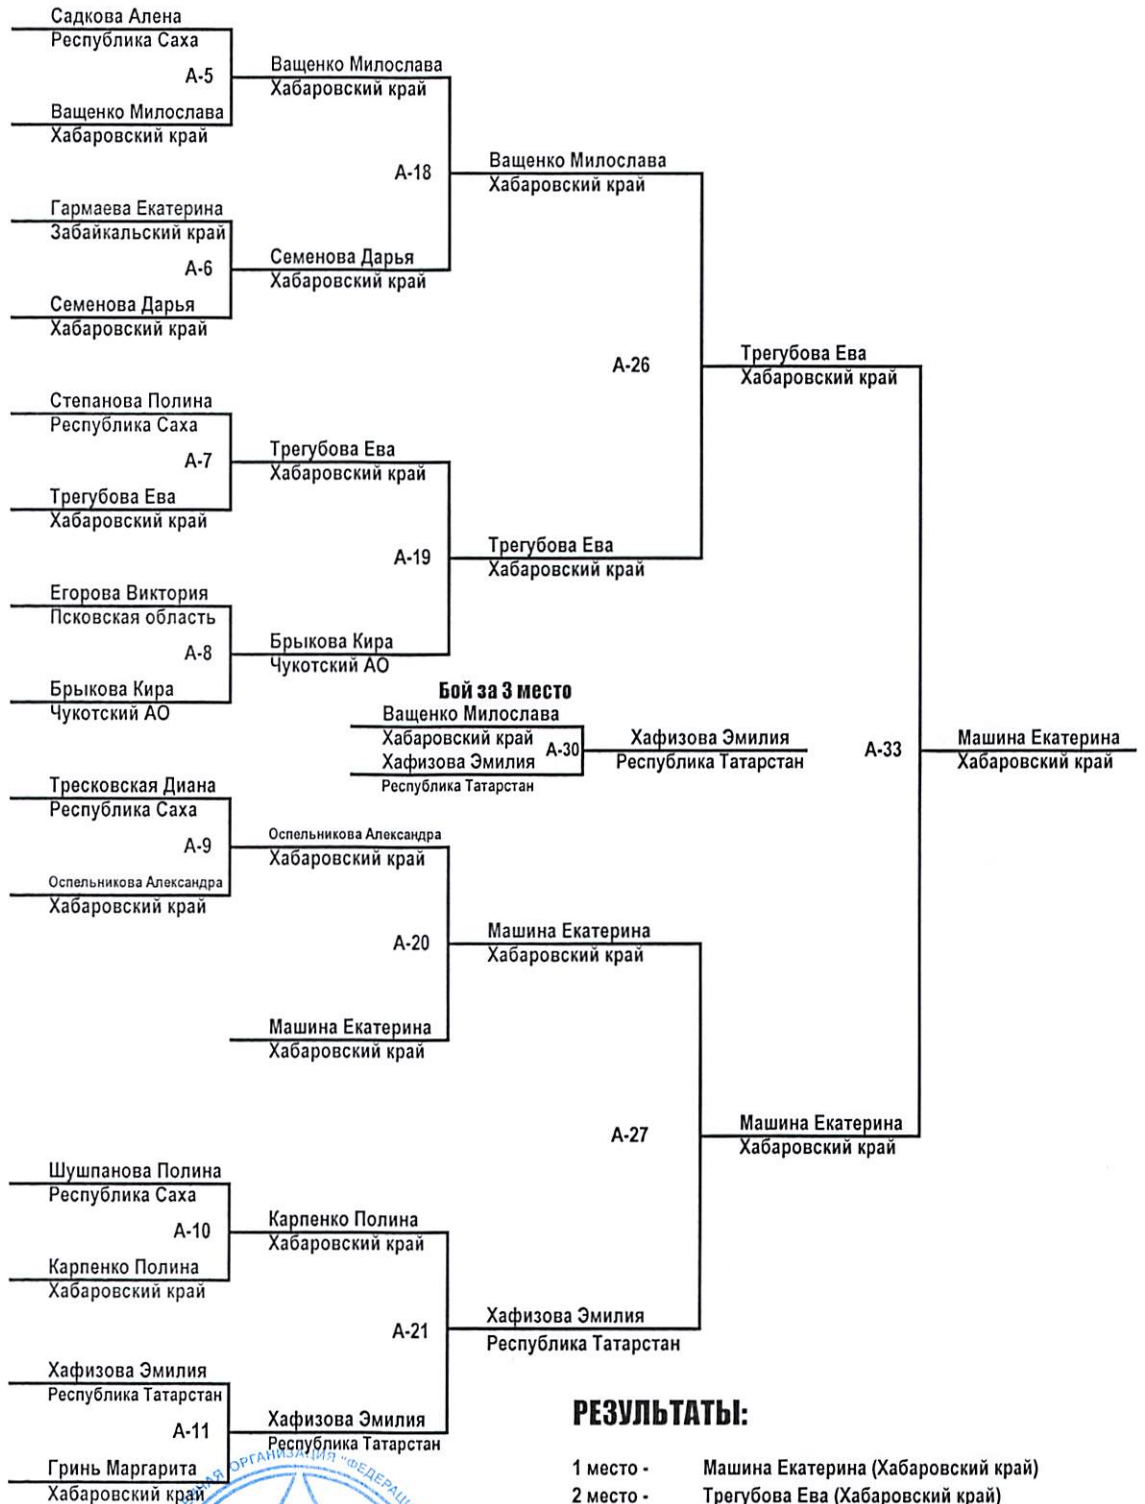 Садкова Алена
Республика Саха
А-5
Ващенко Милослава
Хабаровский край
Ващенко Милослава
Хабаровский край
А-18
Ващенко Милослава
Хабаровский край
Гармаева Екатерина
Забайкальский край
А-6
Семенова Дарья
Хабаровский край
Семенова Дарья
Хабаровский край
А-26
Трегубова Ева
Хабаровский край
Степанова Полина
Республика Саха
А-7
Трегубова Ева
Хабаровский край
Трегубова Ева
Хабаровский край
А-19
Трегубова Ева
Хабаровский край
Егорова Виктория
Псковская область
А-8
Брыкова Кира
Чукотский АО
Брыкова Кира
Чукотский АО
Бой за 3 место
Ващенко Милослава
Хабаровский край
А-30
Хафизова Эмилия
Республика Татарстан
Хафизова Эмилия
Республика Татарстан
А-33
Машина Екатерина
Хабаровский край
Тресковская Диана
Республика Саха
А-9
Оспельникова Александра
Хабаровский край
Оспельникова Александра
Хабаровский край
А-20
Машина Екатерина
Хабаровский край
Машина Екатерина
Хабаровский край
А-27
Машина Екатерина
Хабаровский край
Шушпанова Полина
Республика Саха
А-10
Карпенко Полина
Хабаровский край
Карпенко Полина
Хабаровский край
А-21
Хафизова Эмилия
Республика Татарстан
Хафизова Эмилия
Республика Татарстан
А-11
Гринь Маргарита
Хабаровский край
Хафизова Эмилия
Республика Татарстан
ОРГАНИЗАЦИЯ
РЕЗУЛЬТАТЫ:
1 место - Машина Екатерина (Хабаровский край)
2 место - Трегубова Ева (Хабаровский край)